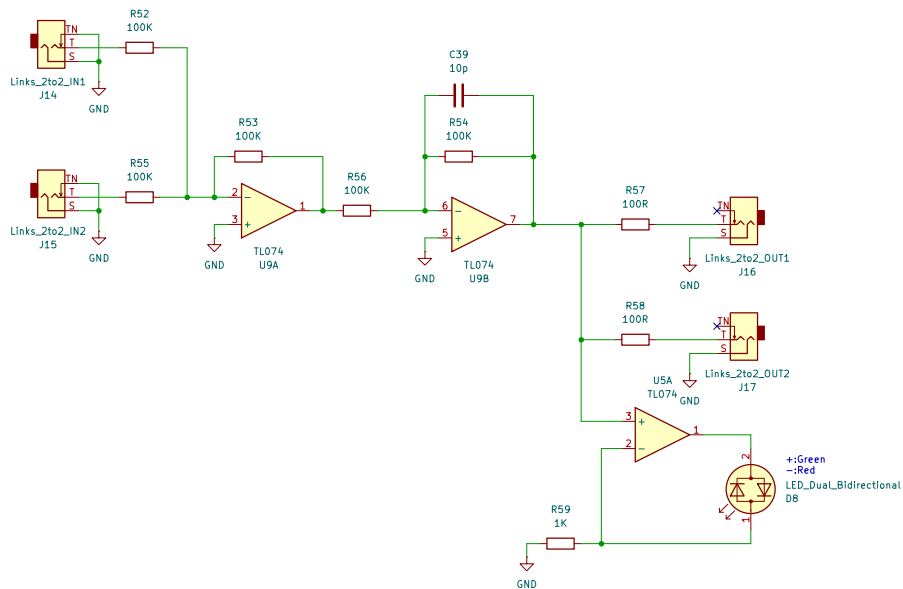 TN
T
S
Links_2to2_IN1
J14
GND
R52
100K
TN
T
S
Links_2to2_IN2
J15
GND
R55
100K
R53
100K
2
3
1
−
+
GND
TL074
U9A
R56
100K
C39
10p
R54
100K
6
5
7
−
+
GND
TL074
U9B
R57
100R
TN
T
S
Links_2to2_OUT1
J16
GND
R58
100R
TN
T
S
Links_2to2_OUT2
J17
GND
U5A
TL074
3
2
1
+
−
2
1
+:Green
−:Red
LED_Dual_Bidirectional
D8
R59
1K
GND